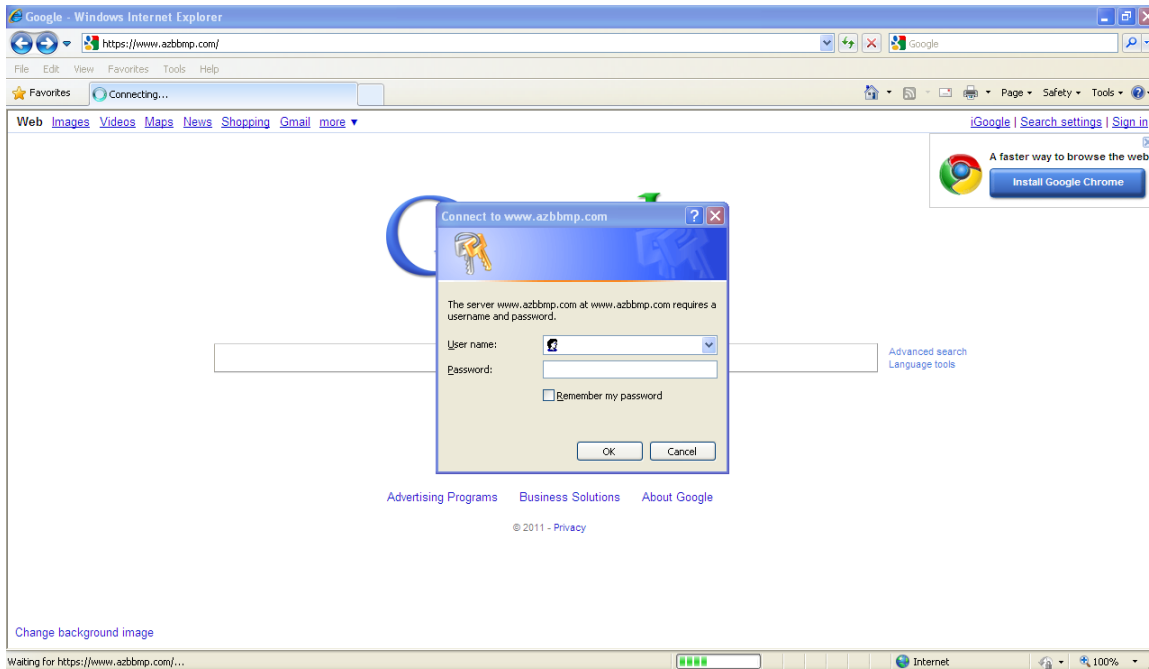 Google - Windows Internet Explorer
https://www.azbbmp.com/
Google
File Edit View Favorites Tools Help
Favorites
Connecting...
Page Safety Tools
Web Images Videos Maps News Shopping Gmail more
iGoogle | Search settings | Sign in
A faster way to browse the web
Install Google Chrome
Connect to www.azbbmp.com
The server www.azbbmp.com at www.azbbmp.com requires a
username and password.
User name:
Password:
Remember my password
OK Cancel
Advanced search
Language tools
Advertising Programs Business Solutions About Google
© 2011 - Privacy
Change background image
Waiting for https://www.azbbmp.com/...
Internet
100%